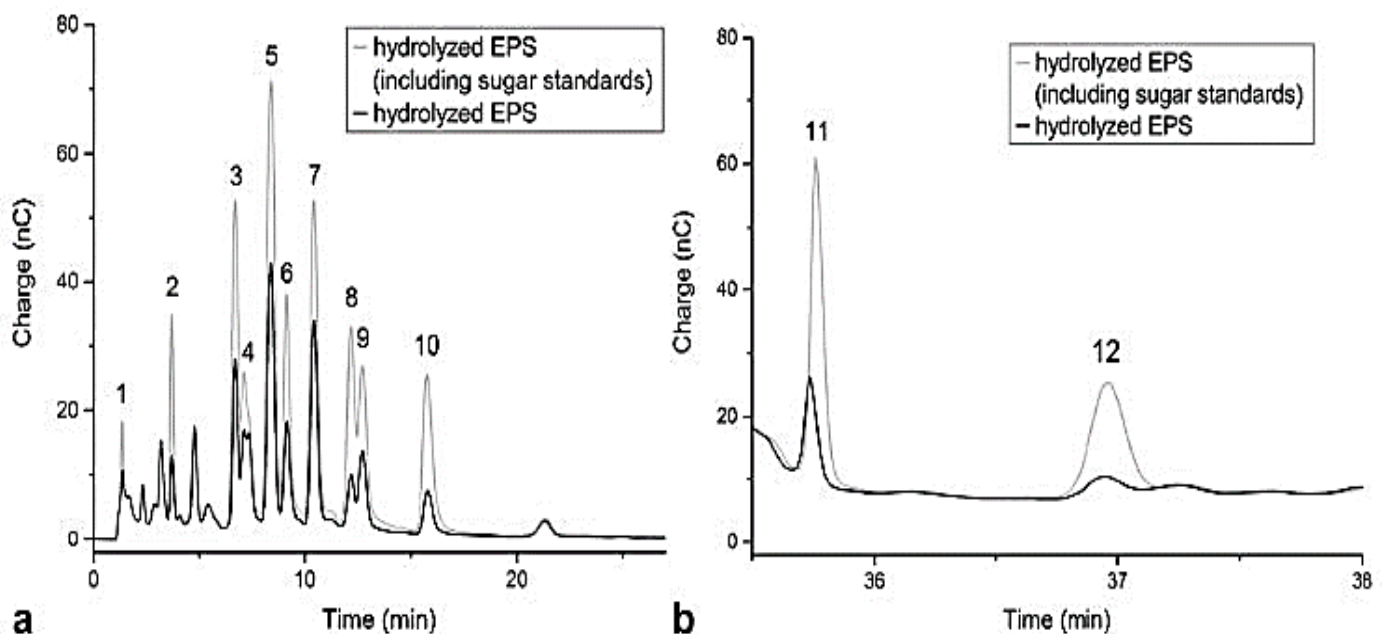 80
60
40
20
0
Charge (nC)
hydrolyzed EPS
(including sugar standards)
hydrolyzed EPS
1
2
3
4
5
6
7
8
9
10
0
10
20
Time (min)
a
80
60
40
20
0
Charge (nC)
hydrolyzed EPS
(including sugar standards)
hydrolyzed EPS
11
12
36
37
38
Time (min)
b